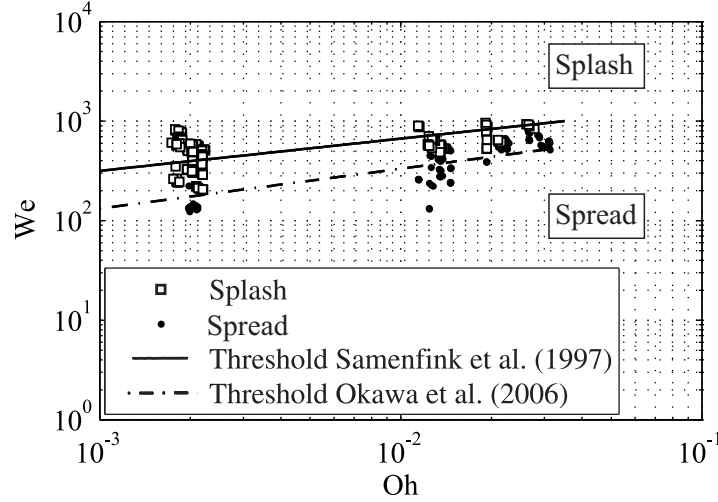 10^4
Splash
10^3
We
10^2
Spread
Splash
10^1
Spread
Threshold Samenfink et al. (1997)
Threshold Okawa et al. (2006)
10^0
10^-3
10^-2
10^-1
Oh